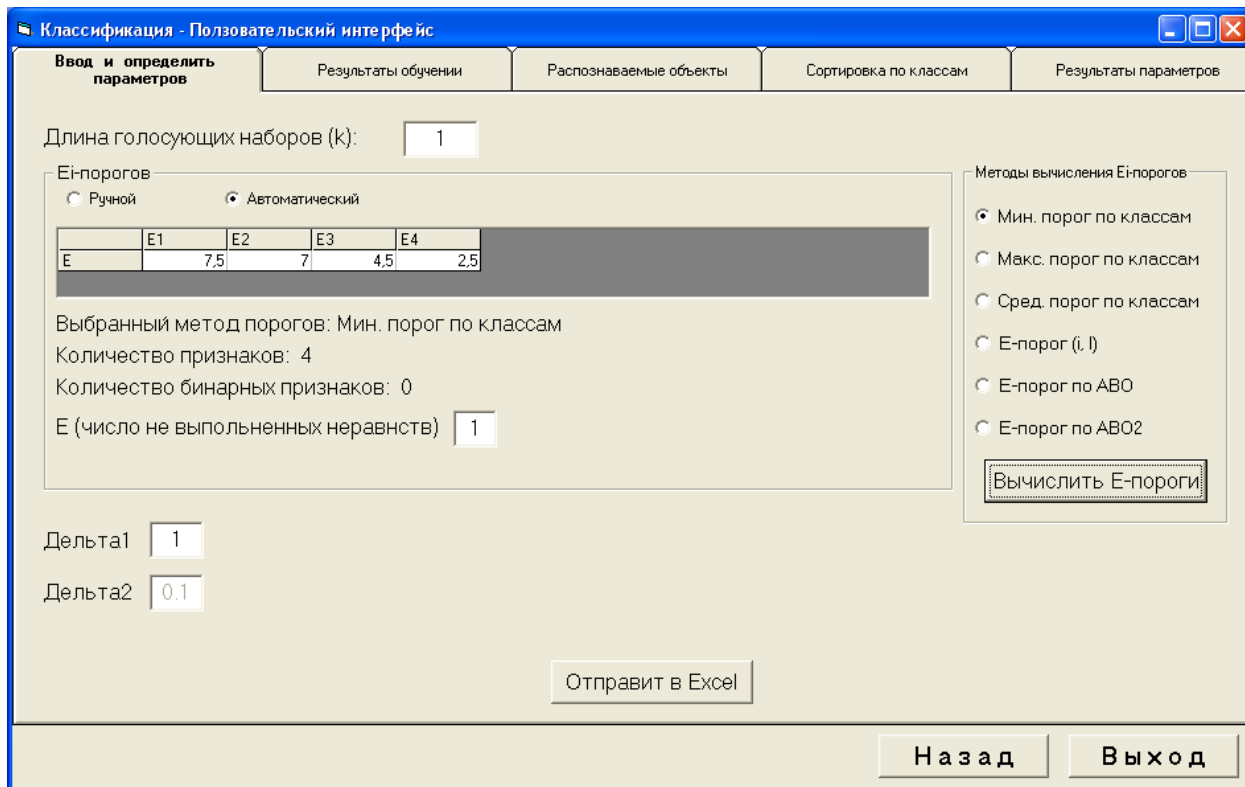 Классификация - Ползовательский интерфейс
Ввод и определить параметров
Результаты обучении
Распознаваемые объекты
Сортировка по классам
Результаты параметров
Длина голосующих наборов (k): 1
Ei-порогов
Ручной
Автоматический
E1 E2 E3 E4
E 7,5 7 4,5 2,5
Выбранный метод порогов: Мин. порог по классам
Количество признаков: 4
Количество бинарных признаков: 0
E (число не выпольненных неравнств) 1
Методы вычисления Ei-порогов
Мин. порог по классам
Макс. порог по классам
Сред. порог по классам
E-порог (i, l)
E-порог по АВО
E-порог по АВО2
Вычислить E-пороги
Дельта1 1
Дельта2 0.1
Отправит в Excel
Назад
Выход